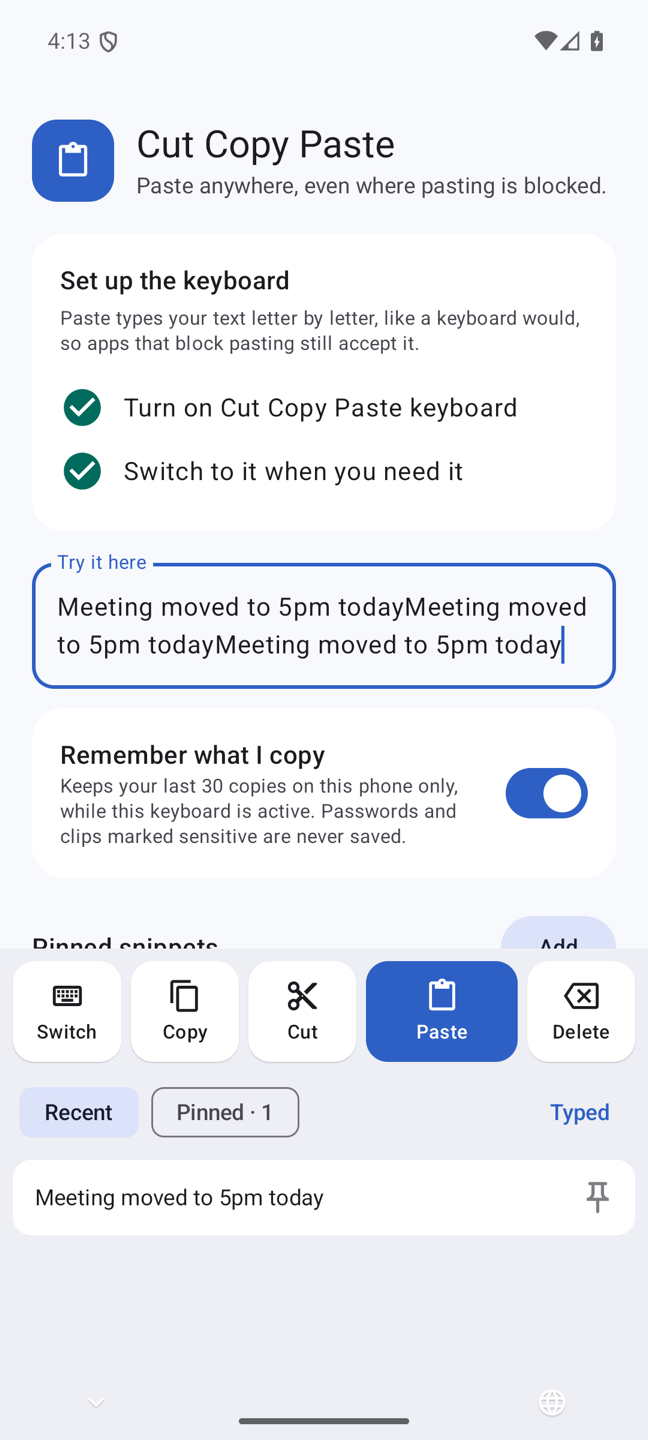 4:13
Cut Copy Paste
Paste anywhere, even where pasting is blocked.
Set up the keyboard
Paste types your text letter by letter, like a keyboard would,
so apps that block pasting still accept it.
Turn on Cut Copy Paste keyboard
Switch to it when you need it
Try it here
Meeting moved to 5pm todayMeeting moved
to 5pm todayMeeting moved to 5pm today
Remember what I copy
Keeps your last 30 copies on this phone only,
while this keyboard is active. Passwords and
clips marked sensitive are never saved.
Pinned snippets Add
Switch Copy Cut Paste Delete
Recent Pinned · 1 Typed
Meeting moved to 5pm today